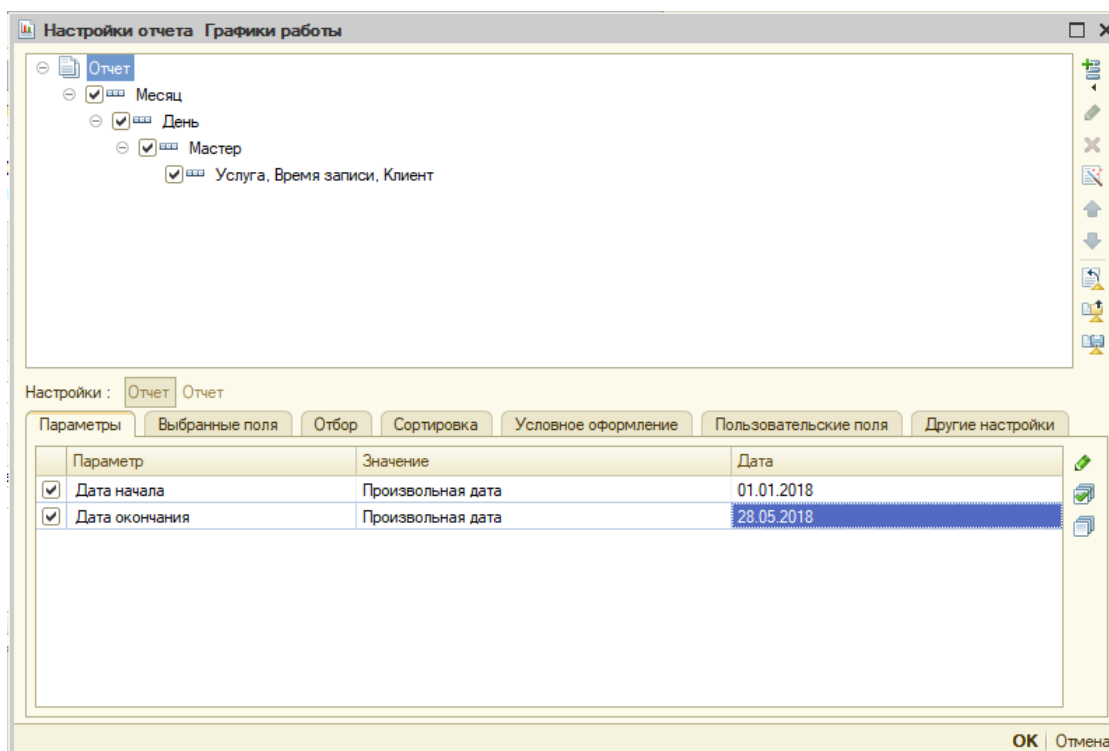 Настройки отчета Графики работы
Отчет
Месяц
День
Мастер
Услуга, Время записи, Клиент
Настройки : Отчет Отчет
Параметры Выбранные поля Отбор Сортировка Условное оформление Пользовательские поля Другие настройки
Параметр Значение Дата
Дата начала Произвольная дата 01.01.2018
Дата окончания Произвольная дата 28.05.2018
OK Отмена